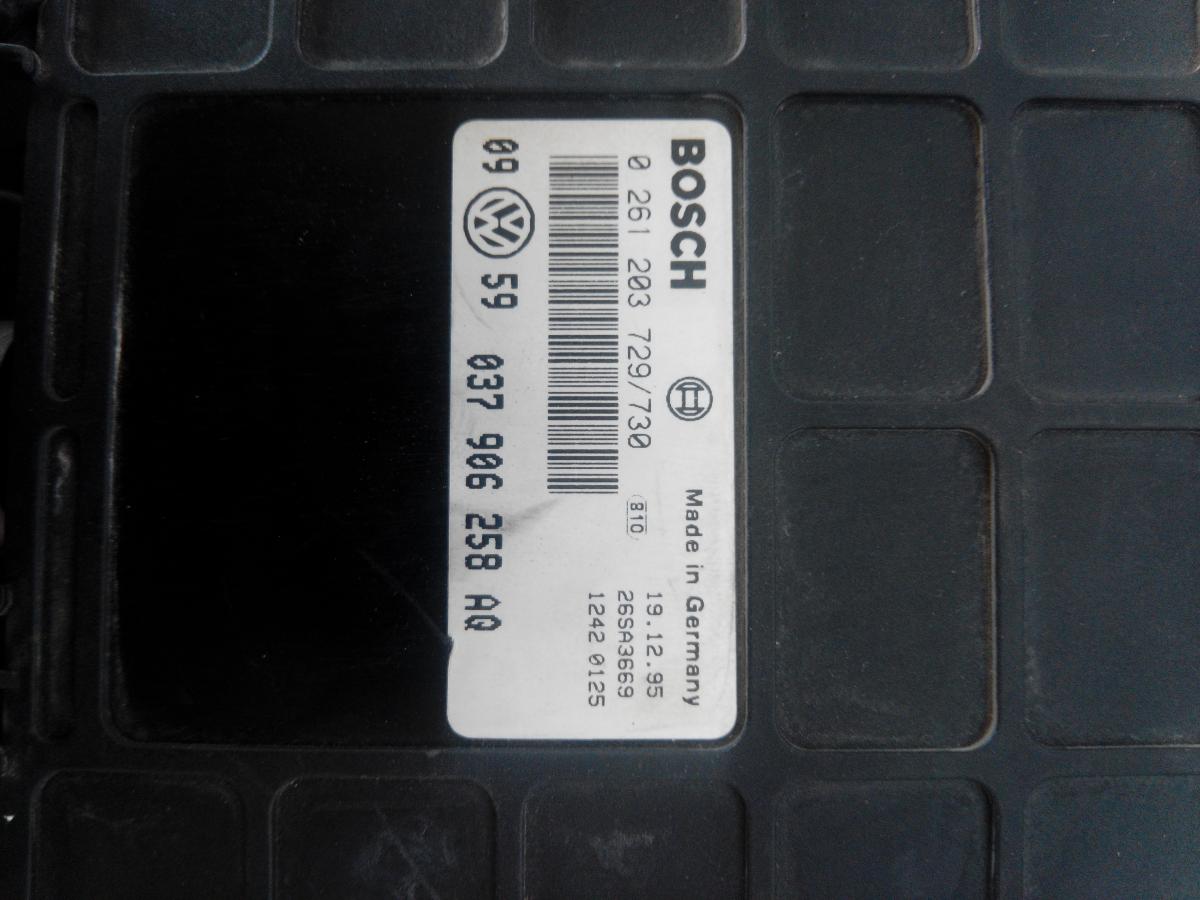 BOSCH
Made in Germany
0 261 203 729/730
810
19.12.95
26SA3669
1242 0125
09 VW 59 037 906 258 AQ